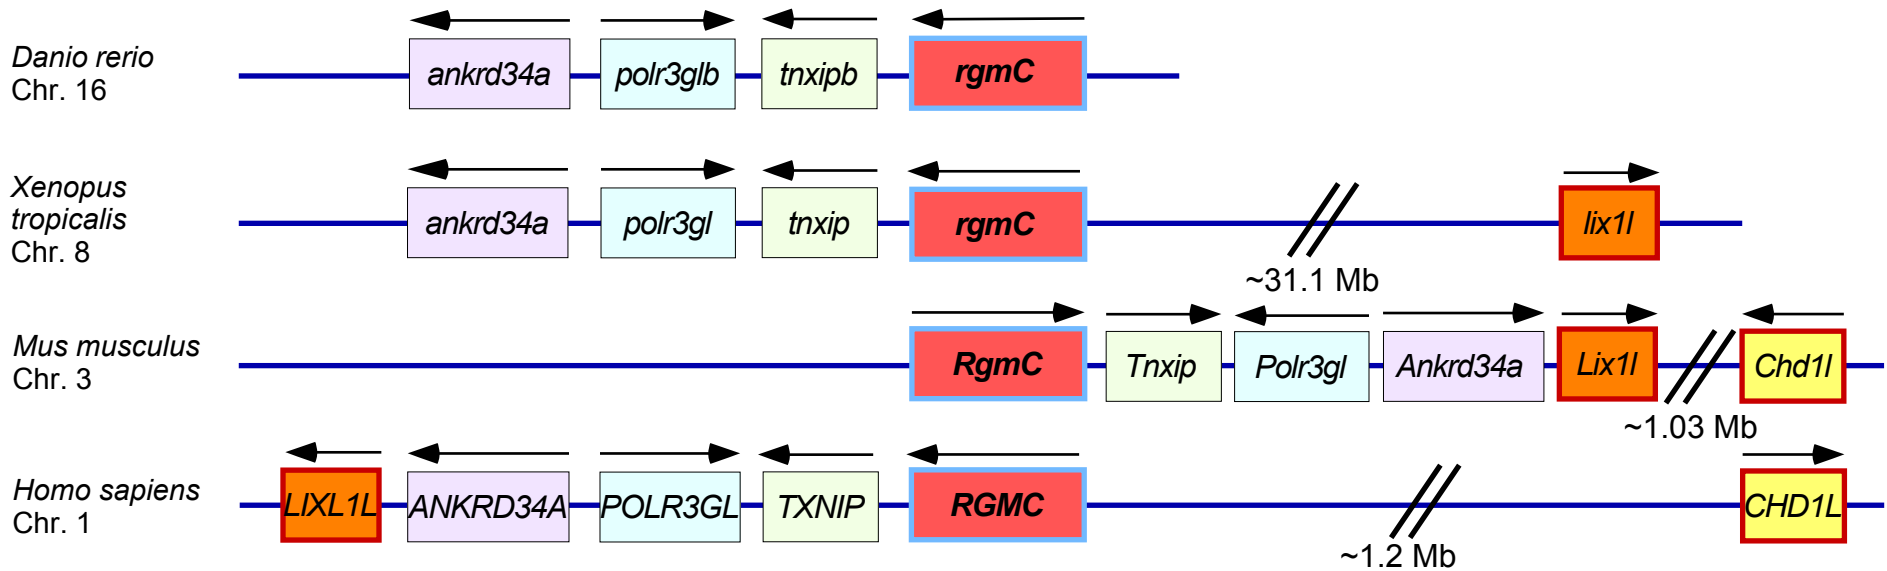 Danio rerio
Chr. 16
ankrd34a polr3glb tnxipb rgmC
Xenopus
tropicalis
Chr. 8
ankrd34a polr3gl tnxip rgmC lix1l
~31.1 Mb
Mus musculus
Chr. 3
RgmC Tnxip Polr3gl Ankrd34a Lix1l Chd1l
~1.03 Mb
Homo sapiens
Chr. 1
LIXL1L ANKRD34A POLR3GL TXNIP RGMC CHD1L
~1.2 Mb